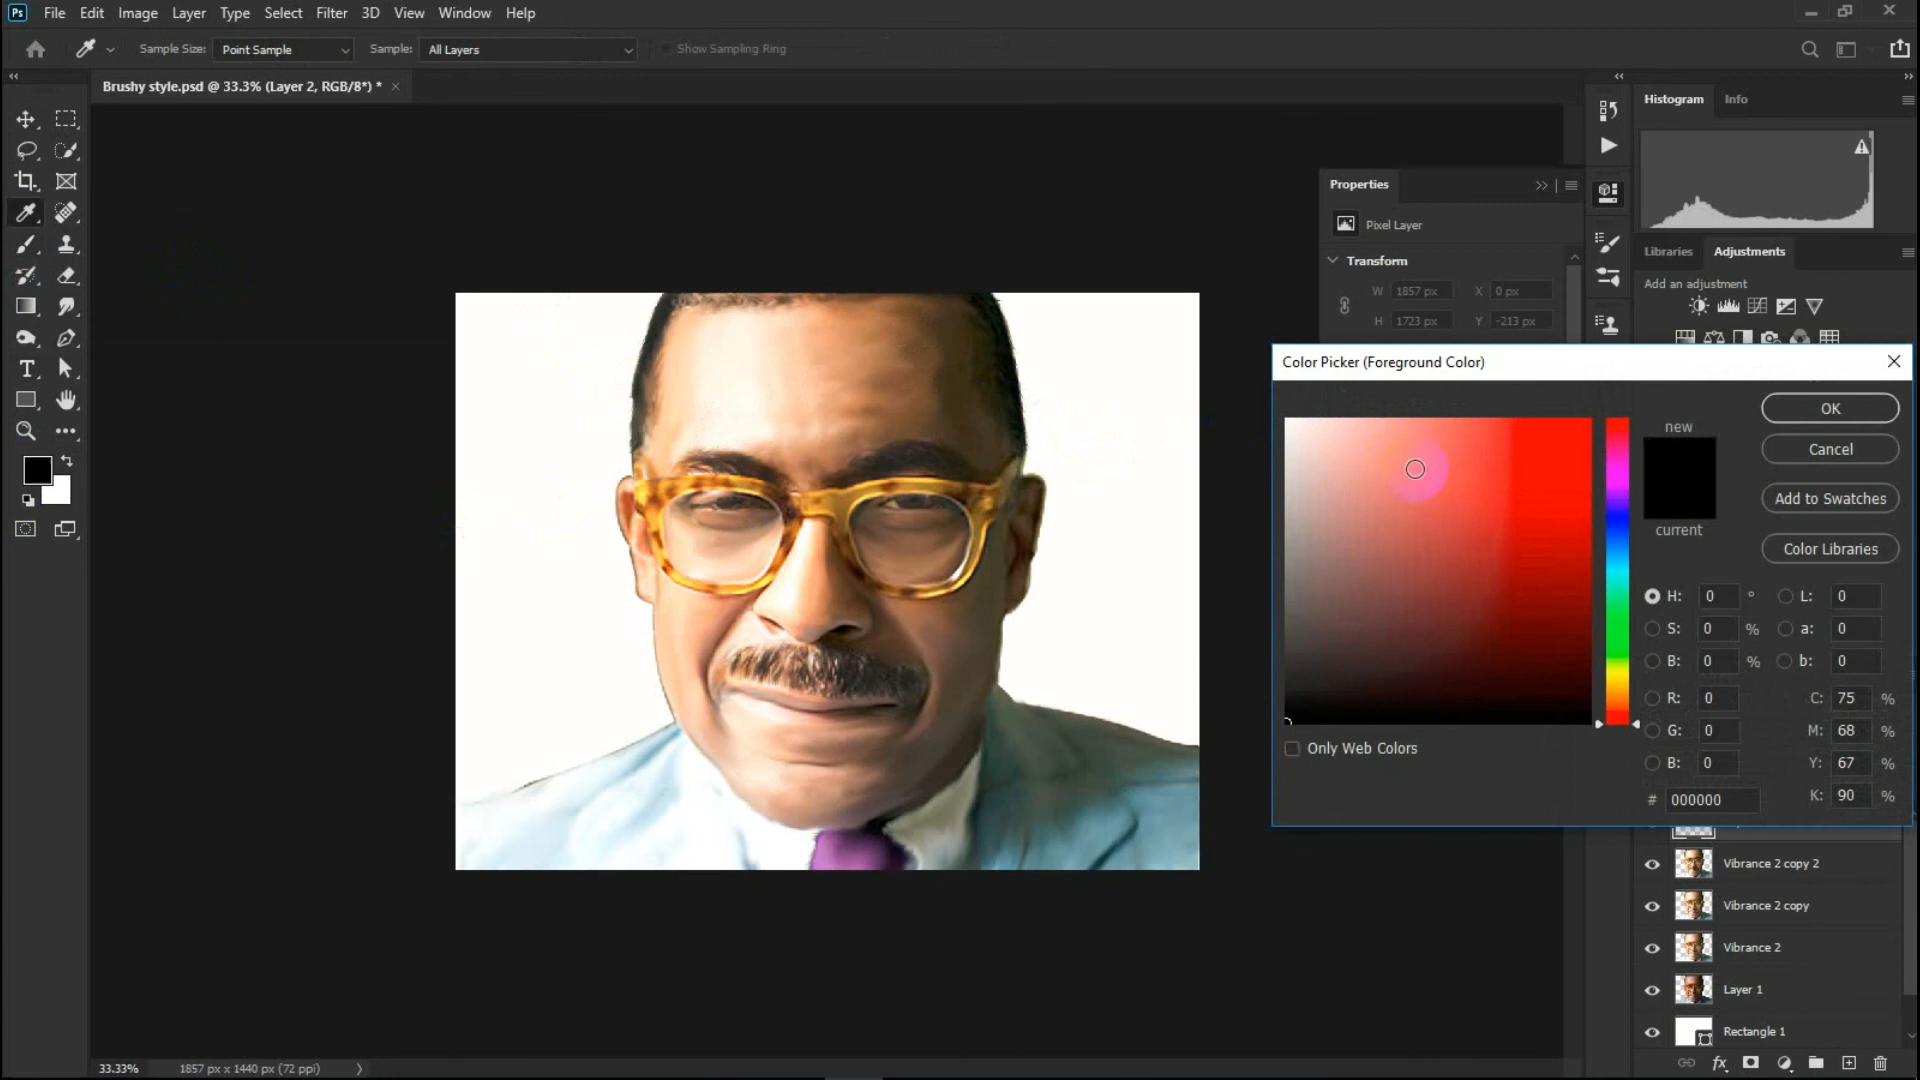 Ps File Edit Image Layer Type Select Filter 3D View Window Help
Sample Size: Point Sample Sample: All Layers Show Sampling Ring
Brushy style.psd @ 33.3% (Layer 2, RGB/8*) *
Histogram Info
Properties
Pixel Layer
Transform
W 1857 px X 0 px
H 1723 px Y -213 px
Libraries Adjustments
Add an adjustment
Color Picker (Foreground Color)
new
current
OK
Cancel
Add to Swatches
Color Libraries
H: 0 ° L: 0
S: 0 % a: 0
B: 0 % b: 0
R: 0 C: 75 %
G: 0 M: 68 %
B: 0 Y: 67 %
# 000000 K: 90 %
Only Web Colors
T
Vibrance 2 copy 2
Vibrance 2 copy
Vibrance 2
Layer 1
Rectangle 1
fx
33.33% 1857 px x 1440 px (72 ppi)